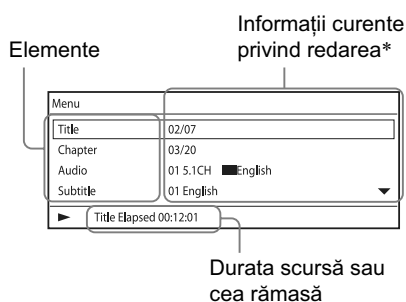 Informații curente
privind redarea*
Elemente
Menu
Title 02/07
Chapter 03/20
Audio 01 5.1CH English
Subtitle 01 English
Title Elapsed 00:12:01
Durata scursă sau
cea rămasă